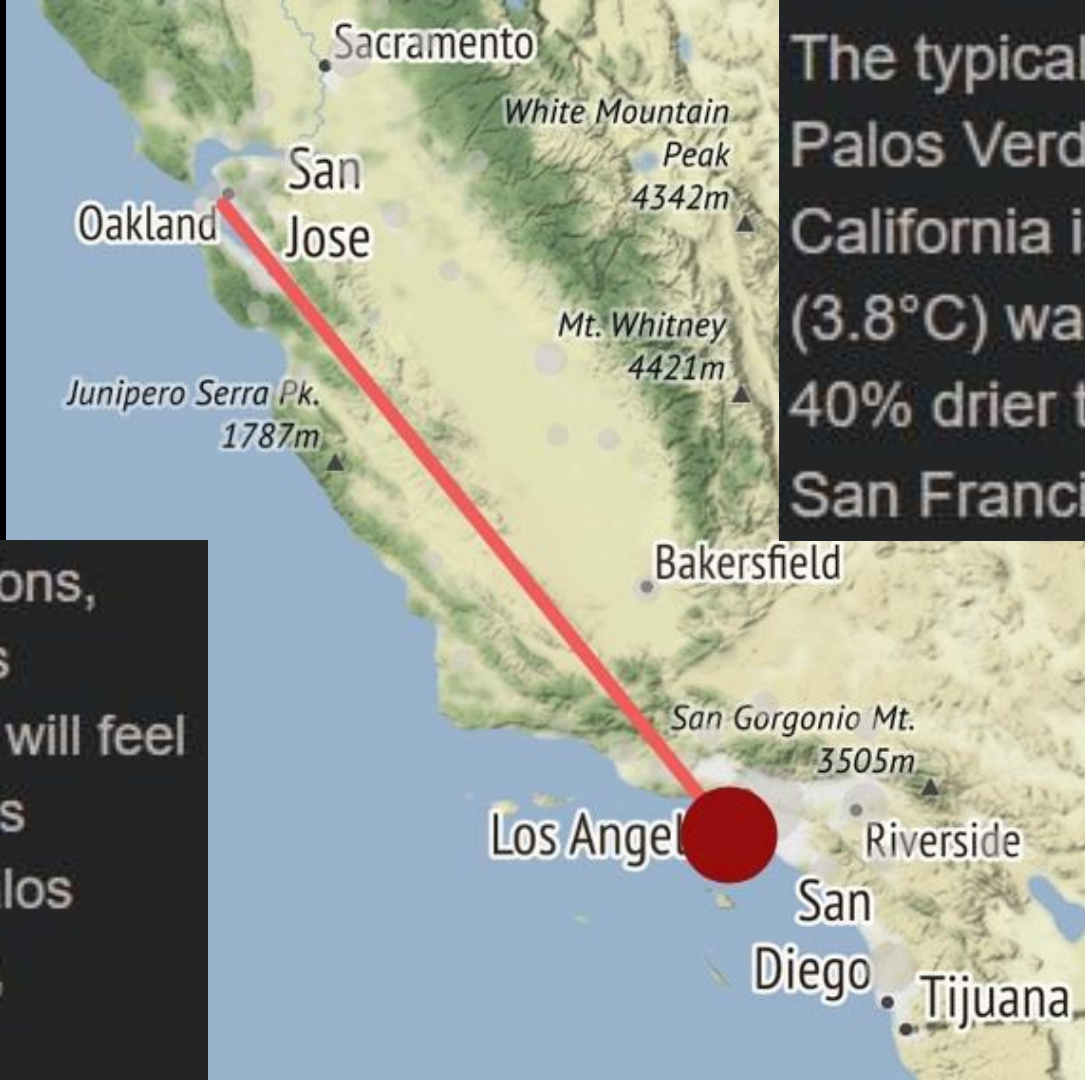 Sacramento
White Mountain
Peak
4342m
San
Jose
Oakland
Mt. Whitney
4421m
Junipero Serra Pk.
1787m
Bakersfield
San Gorgonio Mt.
3505m
Los Angel
Riverside
San
Diego
Tijuana
The typical
Palos Verd
California i
(3.8°C) wa
40% drier t
San Franci
ons,
s
will feel
s
alos